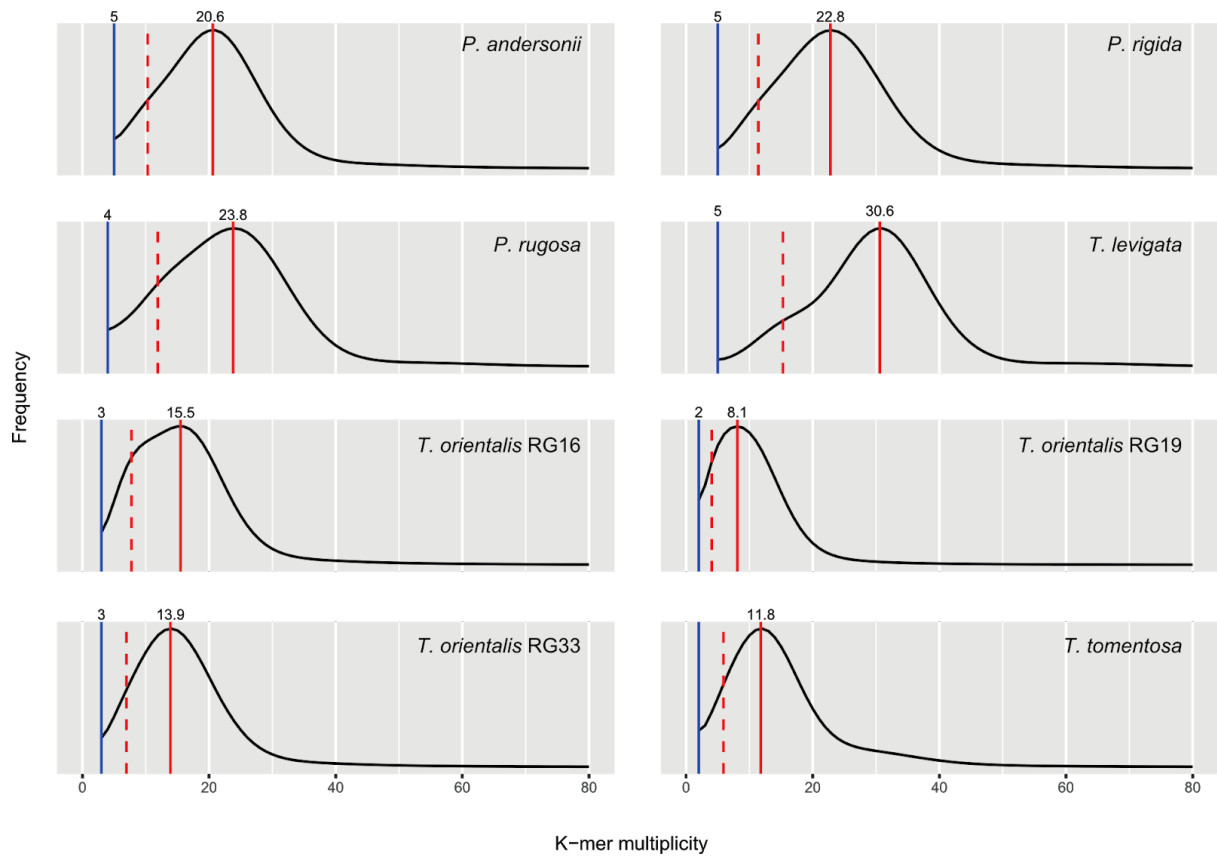 5 20.6
P. andersonii
5 22.8
P. rigida
4 23.8
P. rugosa
5 30.6
T. levigata
3 15.5
T. orientalis RG16
2 8.1
T. orientalis RG19
3 13.9
T. orientalis RG33
11.8
T. tomentosa
Frequency
0 20 40 60 80
0 20 40 60 80
K−mer multiplicity